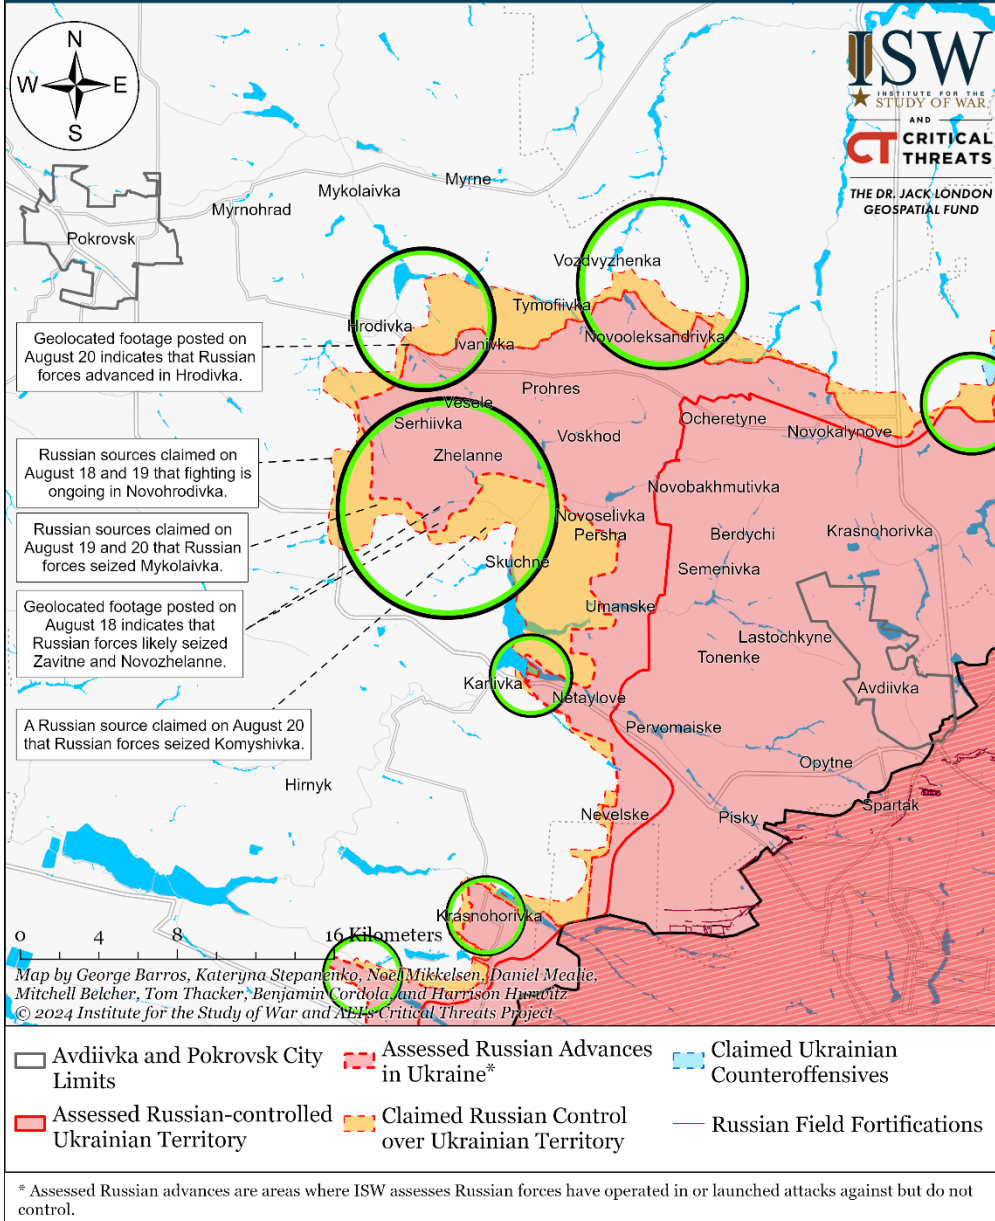 N
W E
S
ISW
INSTITUTE FOR THE
STUDY OF WAR
AND
CT CRITICAL
THREATS
THE DR. JACK LONDON
GEOSPATIAL FUND
Myrne
Mykolaivka
Myrnohrad
Pokrovsk
Vozdvyzhenka
Tymofiivka
Hrodivka
Ivanivka
Novooleksandrivka
Geolocated footage posted on
August 20 indicates that Russian
forces advanced in Hrodivka.
Prohres
Vesele
Serhiivka
Ocheretyne
Voskhod
Novokalynove
Zhelanne
Russian sources claimed on
August 18 and 19 that fighting is
ongoing in Novohrodivka.
Novobakhmutivka
Novoselivka
Persha
Berdychi
Krasnohorivka
Russian sources claimed on
August 19 and 20 that Russian
forces seized Mykolaivka.
Skuchne
Semenivka
Geolocated footage posted on
August 18 indicates that
Russian forces likely seized
Zavitne and Novozhelanne.
Umanske
Lastochkyne
Tonenke
Karlivka
Netaylove
Avdiivka
A Russian source claimed on August 20
that Russian forces seized Komyshivka.
Pervomaiske
Opytne
Hirnyk
Nevelske
Pisky
Spartak
Krasnohorivka
0 4 8 16 Kilometers
Map by George Barros, Kateryna Stepanenko, Noel Mikkelsen, Daniel Mealie,
Mitchell Belcher, Tom Thacker, Benjamin Cordola, and Harrison Hurwitz
© 2024 Institute for the Study of War and AEI's Critical Threats Project
Avdiivka and Pokrovsk City
Limits
Assessed Russian Advances
in Ukraine*
Claimed Ukrainian
Counteroffensives
Assessed Russian-controlled
Ukrainian Territory
Claimed Russian Control
over Ukrainian Territory
Russian Field Fortifications
* Assessed Russian advances are areas where ISW assesses Russian forces have operated in or launched attacks against but do not
control.